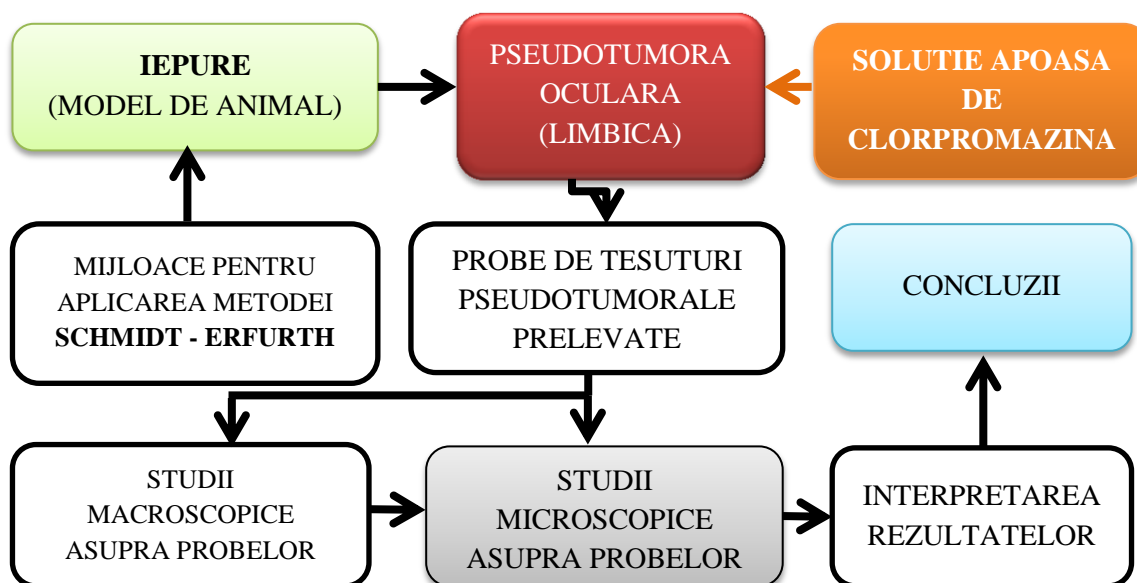 IEPURE
(MODEL DE ANIMAL)
PSEUDOTUMORA
OCULARA
(LIMBICA)
SOLUTIE APOASA
DE
CLORPROMAZINA
MIJLOACE PENTRU
APLICAREA METODEI
SCHMIDT - ERFURTH
PROBE DE TESUTURI
PSEUDOTUMORALE
PRELEVATE
CONCLUZII
STUDII
MACROSCOPICE
ASUPRA PROBELOR
STUDII
MICROSCOPICE
ASUPRA PROBELOR
INTERPRETAREA
REZULTATELOR